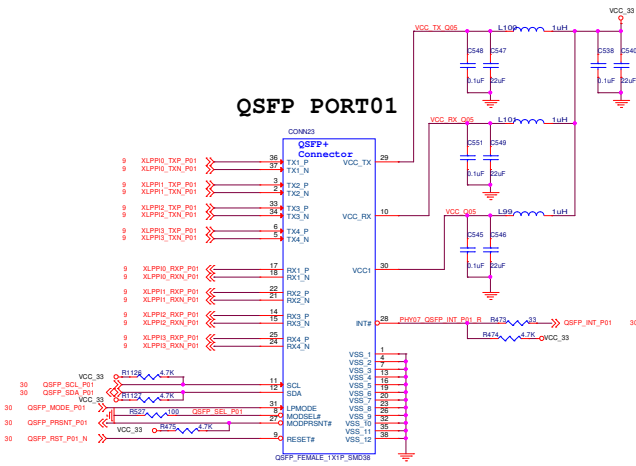 VCC_33
VCC_TX_Q05
L100
1uH
C548
C547
C538
C540
0.1uF
22uF
0.1uF
22uF
QSFP PORT01
VCC_RX_Q05
L101
1uH
C551
C549
0.1uF
22uF
CONN23
QSFP+
Connector
9 XLPPI0_TXP_P01 36 TX1_P
9 XLPPI0_TXN_P01 37 TX1_N
VCC_TX 29
9 XLPPI1_TXP_P01 3 TX2_P
9 XLPPI1_TXN_P01 2 TX2_N
9 XLPPI2_TXP_P01 33 TX3_P
9 XLPPI2_TXN_P01 34 TX3_N
VCC_RX 10
VCC_Q05
L99
1uH
9 XLPPI3_TXP_P01 6 TX4_P
9 XLPPI3_TXN_P01 5 TX4_N
C545
C546
0.1uF
22uF
9 XLPPI0_RXP_P01 17 RX1_P
9 XLPPI0_RXN_P01 18 RX1_N
VCC1 30
9 XLPPI1_RXP_P01 22 RX2_P
9 XLPPI1_RXN_P01 21 RX2_N
9 XLPPI2_RXP_P01 14 RX3_P
9 XLPPI2_RXN_P01 15 RX3_N
INT# 28 PHY07_QSFP_INT_P01_R R473 33 QSFP_INT_P01 30
9 XLPPI3_RXP_P01 25 RX4_P
9 XLPPI3_RXN_P01 24 RX4_N
R474 4.7K VCC_33
VSS_1 1
VSS_2 4
VSS_3 7
VSS_4 13
VSS_5 16
VSS_6 19
VSS_7 20
VSS_8 23
VSS_9 26
VSS_10 32
VSS_11 35
VSS_12 38
VCC_33 R1126 4.7K
30 QSFP_SCL_P01 11 SCL
30 QSFP_SDA_P01 12 SDA
VCC_33 R1127 4.7K
30 QSFP_MODE_P01 31 LPMODE
R527 100 QSFP_SEL_P01 8 MODSEL#
30 QSFP_PRSNT_P01 27 MODPRSNT#
VCC_33 R475 4.7K
30 QSFP_RST_P01_N 9 RESET#
QSFP_FEMALE_1X1P_SMD38